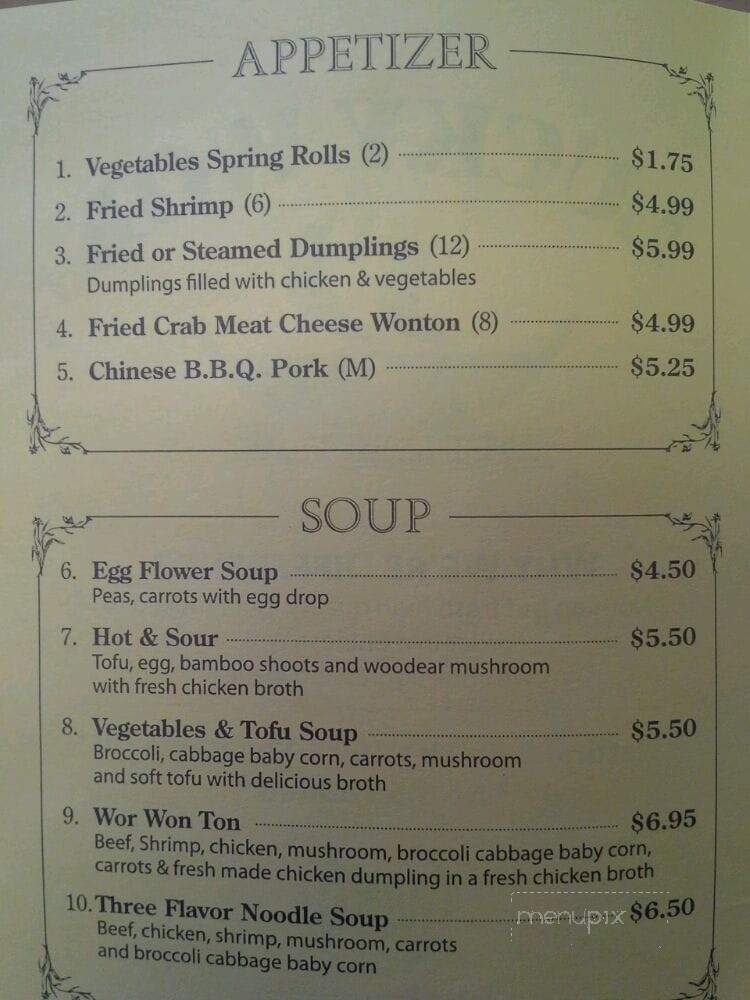 APPETIZER
1. Vegetables Spring Rolls (2) $1.75
2. Fried Shrimp (6) $4.99
3. Fried or Steamed Dumplings (12) $5.99
Dumplings filled with chicken & vegetables
4. Fried Crab Meat Cheese Wonton (8) $4.99
5. Chinese B.B.Q. Pork (M) $5.25
SOUP
6. Egg Flower Soup $4.50
Peas, carrots with egg drop
7. Hot & Sour $5.50
Tofu, egg, bamboo shoots and woodear mushroom
with fresh chicken broth
8. Vegetables & Tofu Soup $5.50
Broccoli, cabbage baby corn, carrots, mushroom
and soft tofu with delicious broth
9. Wor Won Ton $6.95
Beef, Shrimp, chicken, mushroom, broccoli cabbage baby corn,
carrots & fresh made chicken dumpling in a fresh chicken broth
10. Three Flavor Noodle Soup $6.50
Beef, chicken, shrimp, mushroom, carrots
and broccoli cabbage baby corn
menupix